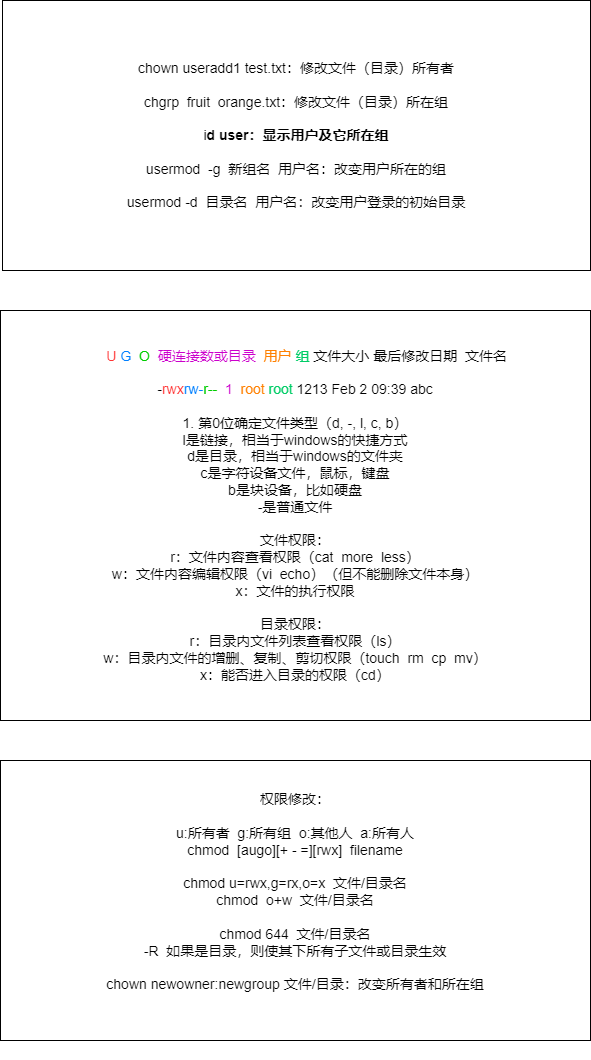 chown useradd1 test.txt：修改文件（目录）所有者
chgrp  fruit  orange.txt：修改文件（目录）所在组
id user：显示用户及它所在组
usermod  -g  新组名  用户名：改变用户所在的组
usermod -d  目录名  用户名：改变用户登录的初始目录
U G  O  硬连接数或目录  用户 组 文件大小 最后修改日期  文件名
-rwxrw-r--  1  root root 1213 Feb 2 09:39 abc
1. 第0位确定文件类型（d, -, l, c, b）
l是链接，相当于windows的快捷方式
d是目录，相当于windows的文件夹
c是字符设备文件，鼠标，键盘
b是块设备，比如硬盘
-是普通文件
文件权限：
r：文件内容查看权限（cat  more  less）
w：文件内容编辑权限（vi  echo）（但不能删除文件本身）
x：文件的执行权限
目录权限：
r：目录内文件列表查看权限（ls）
w：目录内文件的增删、复制、剪切权限（touch  rm  cp  mv）
x：能否进入目录的权限（cd）
权限修改：
u:所有者  g:所有组  o:其他人  a:所有人
chmod  [augo][+ - =][rwx]  filename
chmod u=rwx,g=rx,o=x  文件/目录名
chmod  o+w  文件/目录名
chmod 644  文件/目录名
-R  如果是目录，则使其下所有子文件或目录生效
chown newowner:newgroup 文件/目录：改变所有者和所在组